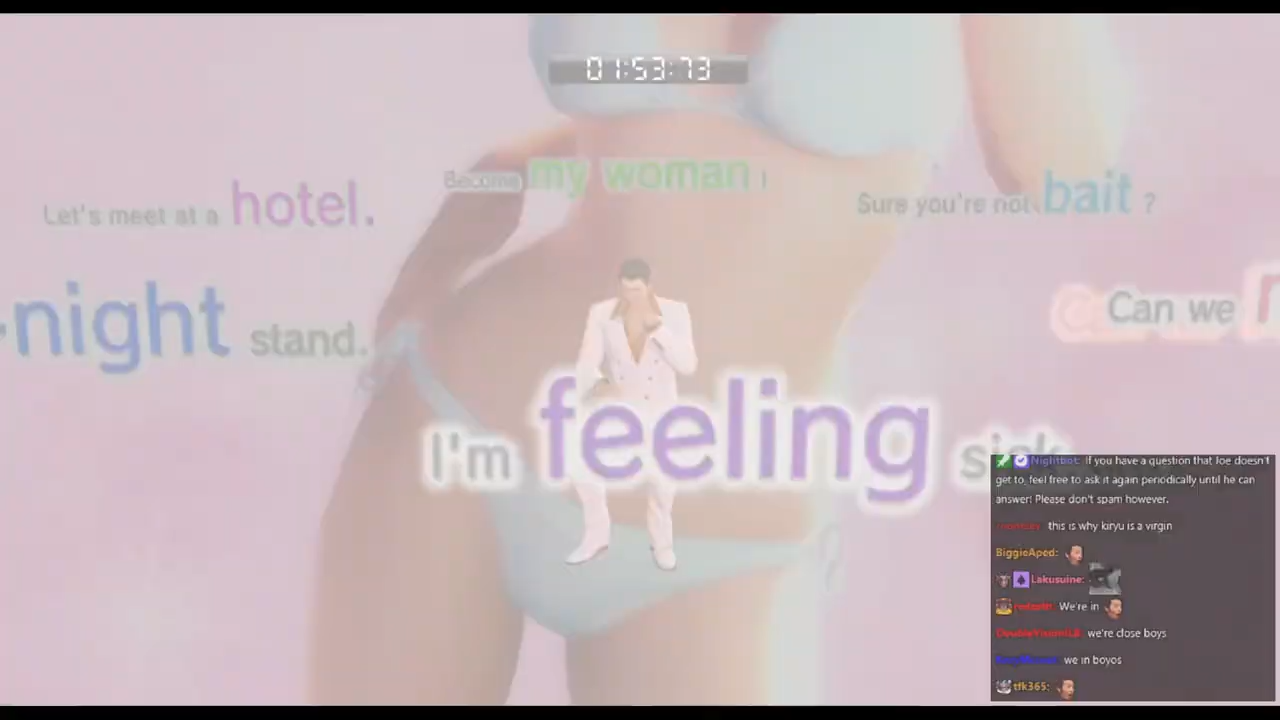 01:53:73
Become my woman !
Let's meet at a hotel.
Sure you're not bait ?
night stand.
Can we
I'm feeling sick
Nightbot: If you have a question that Joe doesn't
get to, feel free to ask it again periodically until he can
answer! Please don't spam however.
this is why kiryu is a virgin
BiggieAped:
Lakusuine:
We're in
we're close boys
we in boyos
tfk365: